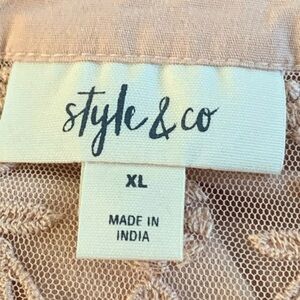 style & co
XL
MADE IN
INDIA